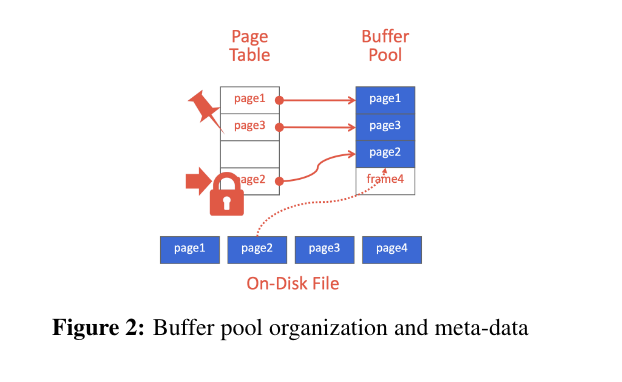 Page
Table
Buffer
Pool
page1
page3
page2
page1
page3
page2
frame4
page1 page2 page3 page4
On-Disk File
Figure 2: Buffer pool organization and meta-data